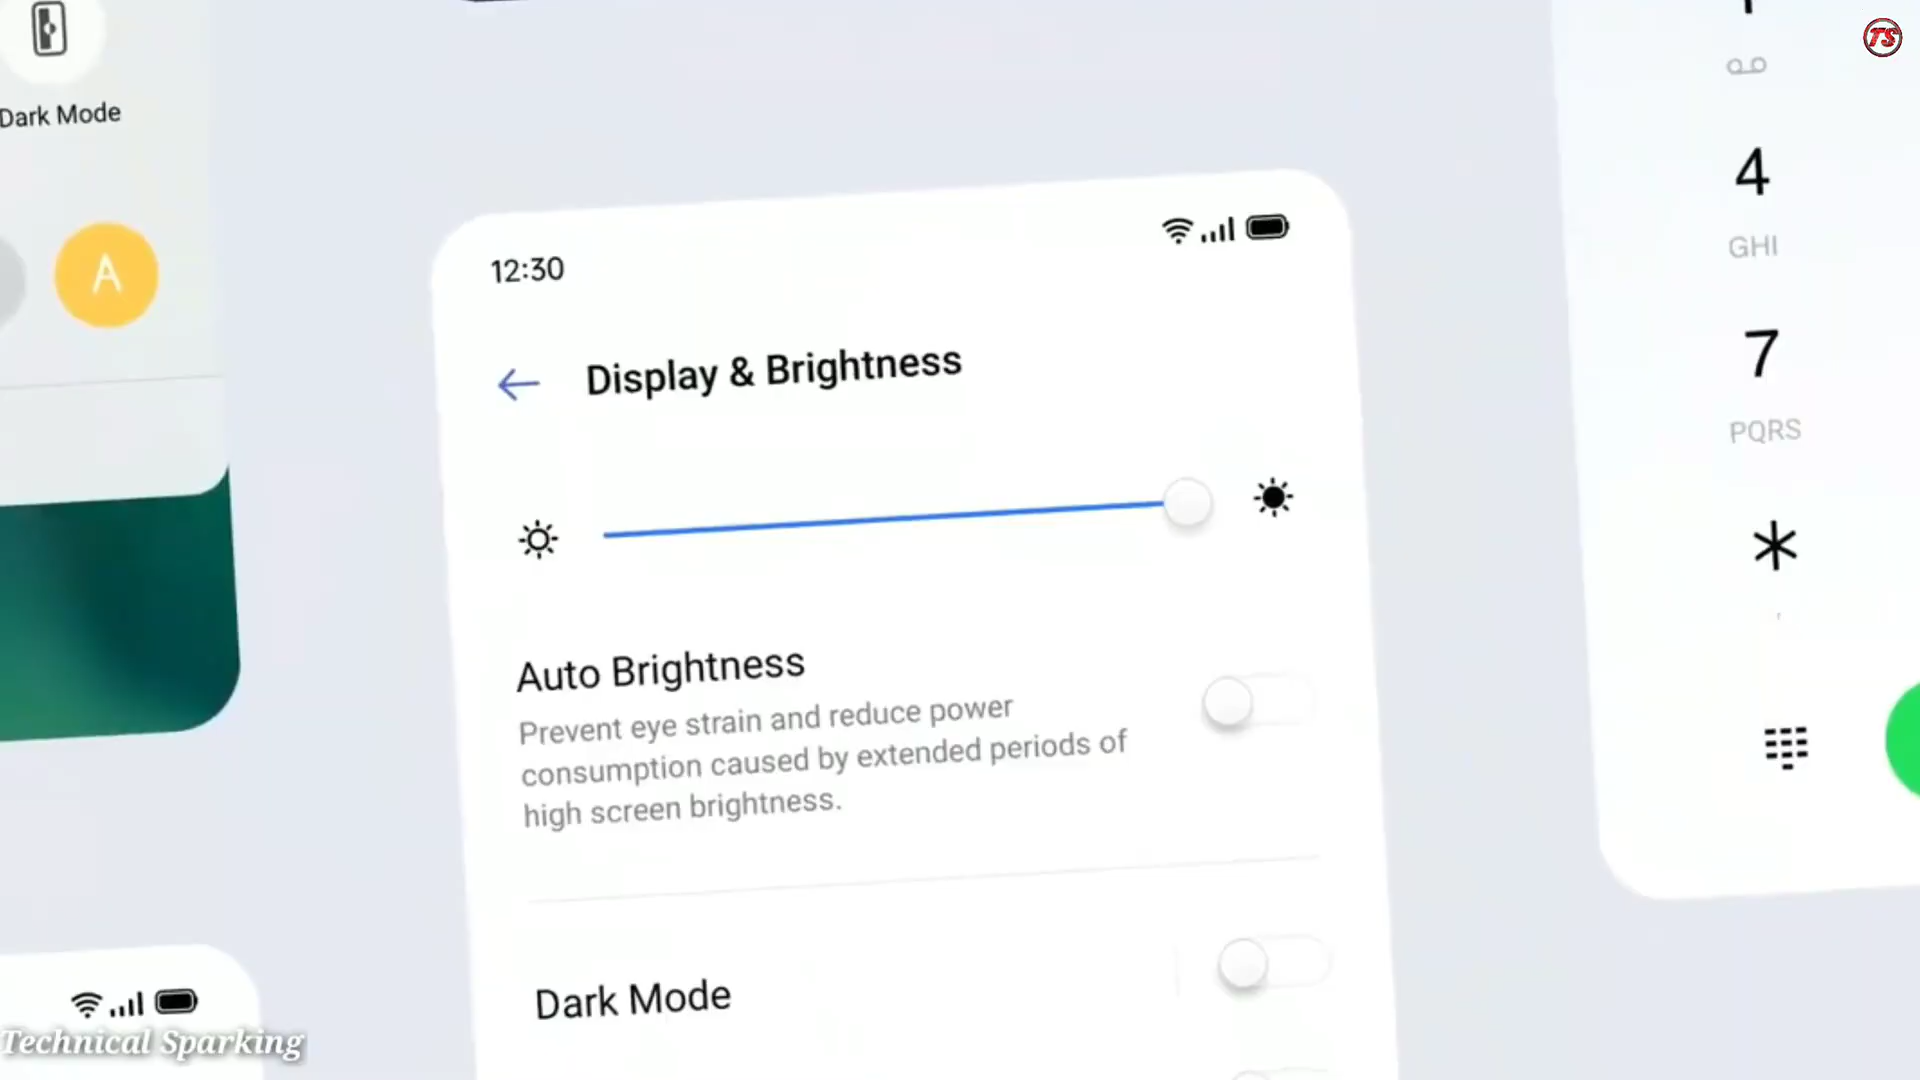 Dark Mode
A
12:30
Display & Brightness
Auto Brightness
Prevent eye strain and reduce power
consumption caused by extended periods of
high screen brightness.
Dark Mode
4
GHI
7
PQRS
*
TS
Technical Sparking